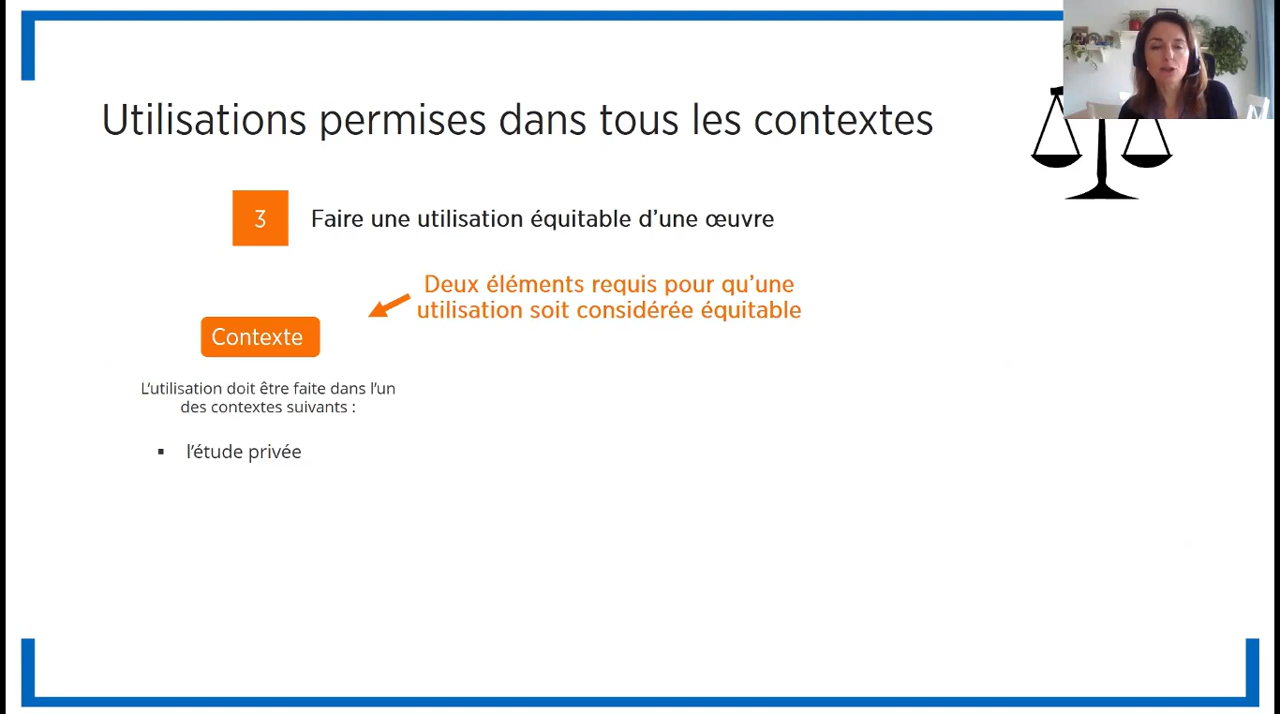 Utilisations permises dans tous les contextes
3
Faire une utilisation équitable d’une œuvre
Deux éléments requis pour qu’une
utilisation soit considérée équitable
Contexte
L’utilisation doit être faite dans l’un
des contextes suivants :
▪ l’étude privée